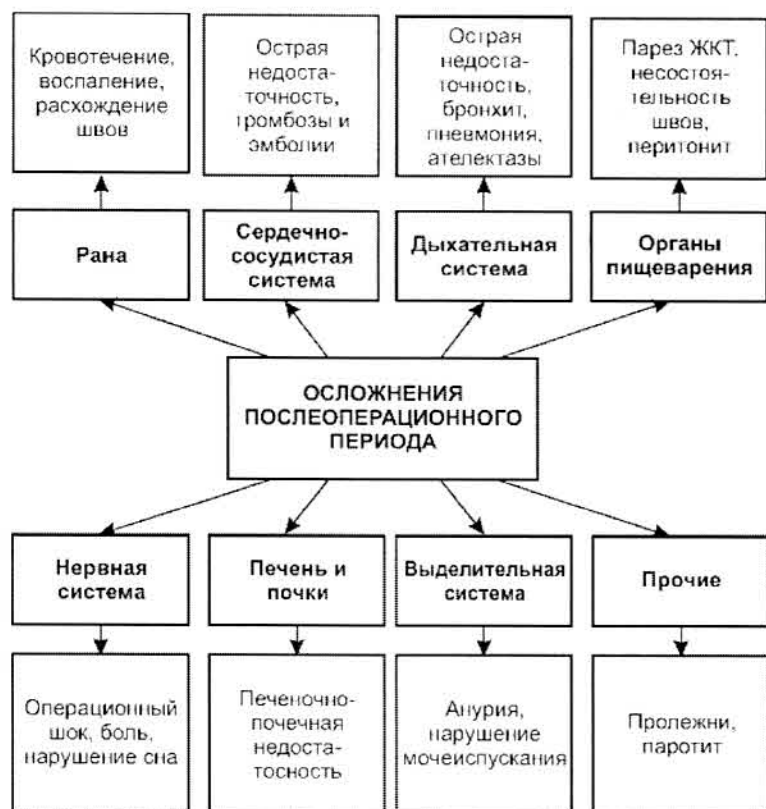 Кровотечение,
воспаление,
расхождение
швов
Острая
недоста-
точность,
тромбозы и
эмболии
Острая
недоста-
точность,
бронхит,
пневмония,
ателектазы
Парез ЖКТ.
несостоя-
тельность
швов,
перитонит
Рана
Сердечно-
сосудистая
система
Дыхательная
система
Органы
пищеварения
ОСЛОЖНЕНИЯ
ПОСЛЕОПЕРАЦИОННОГО
ПЕРИОДА
Нервная
система
Печень и
почки
Выделительная
система
Прочие
Операционный
шок, боль,
нарушение сна
Печеночно-
почечная
недоста-
тосность
Анурия,
нарушение
мочеиспускания
Пролежни,
паротит